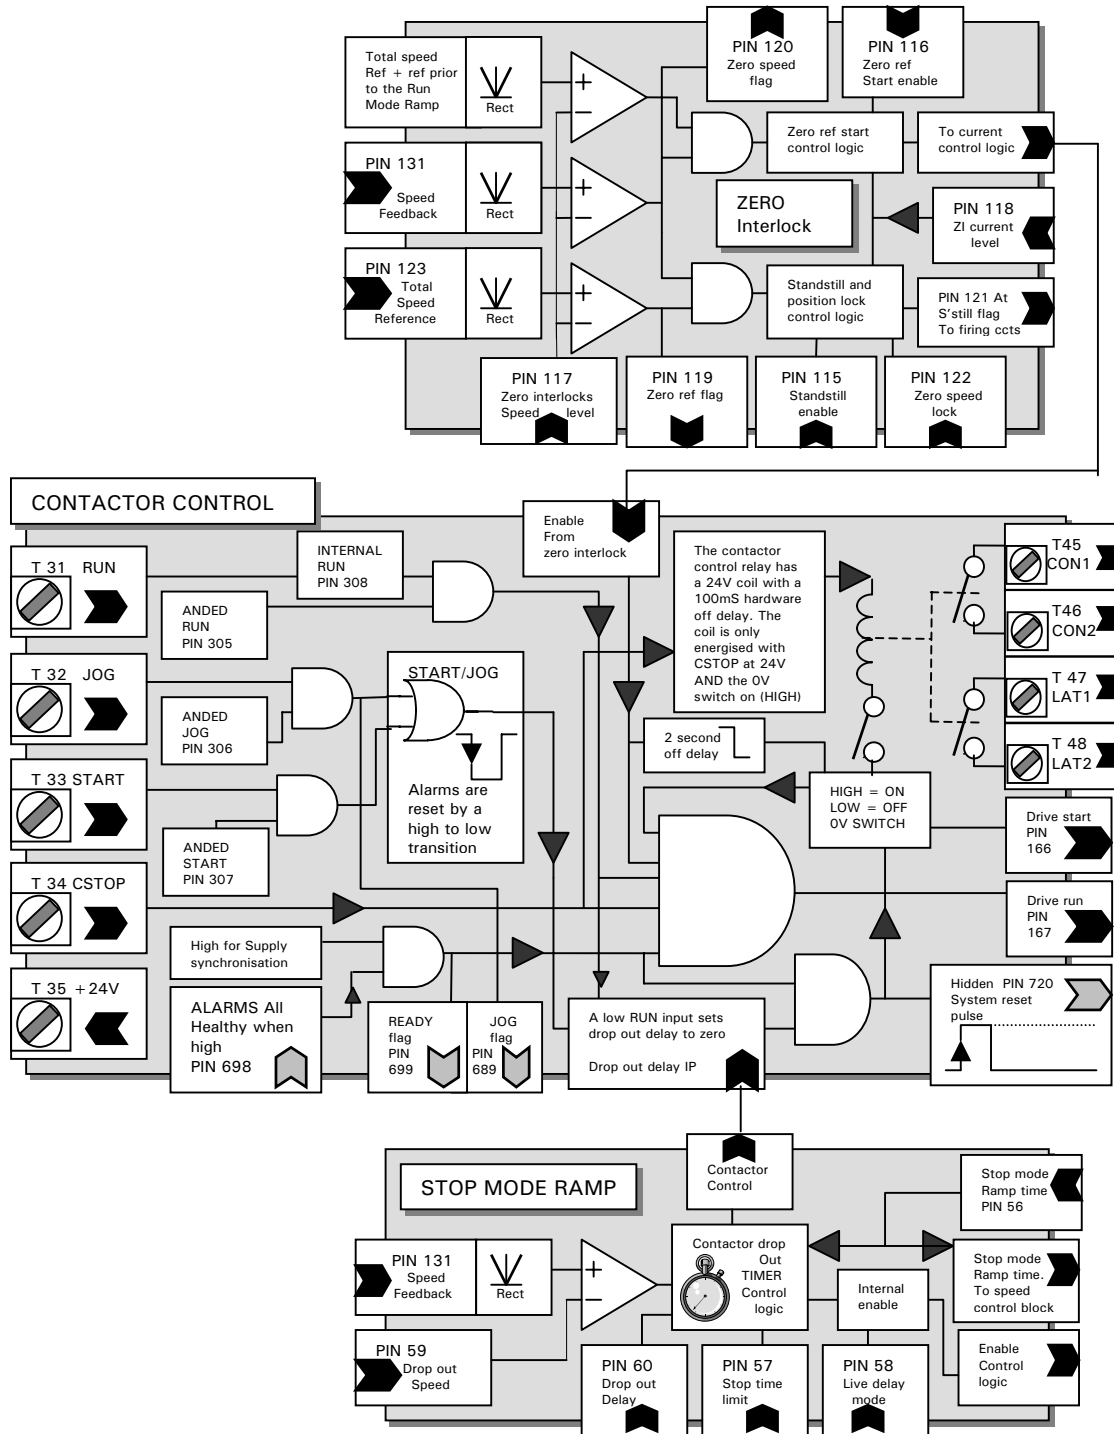 Total speed
Ref + ref prior
to the Run
Mode Ramp
Rect
PIN 120
Zero speed
flag
PIN 116
Zero ref
Start enable
PIN 131
Speed
Feedback
Rect
Zero ref start
control logic
To current
control logic
ZERO
Interlock
PIN 118
ZI current
level
PIN 123
Total
Speed
Reference
Rect
Standstill and
position lock
control logic
PIN 121 At
S'still flag
To firing ccts
PIN 117
Zero interlocks
Speed level
PIN 119
Zero ref flag
PIN 115
Standstill
enable
PIN 122
Zero speed
lock
+
−
+
−
+
−
CONTACTOR CONTROL
Enable
From
zero interlock
T 31 RUN
INTERNAL
RUN
PIN 308
ANDED
RUN
PIN 305
The contactor
control relay has
a 24V coil with a
100mS hardware
off delay. The
coil is only
energised with
CSTOP at 24V
AND the 0V
switch on (HIGH)
T45
CON1
T46
CON2
T 47
LAT1
T 48
LAT2
T 32 JOG
ANDED
JOG
PIN 306
START/JOG
Alarms are
reset by a
high to low
transition
2 second
off delay
HIGH = ON
LOW = OFF
0V SWITCH
T 33 START
ANDED
START
PIN 307
Drive start
PIN
166
T 34 CSTOP
Drive run
PIN
167
High for Supply
synchronisation
T 35 +24V
ALARMS All
Healthy when
high
PIN 698
READY
flag
PIN
699
JOG
flag
PIN
689
A low RUN input sets
drop out delay to zero
Drop out delay IP
Hidden PIN 720
System reset
pulse
STOP MODE RAMP
Contactor
Control
Stop mode
Ramp time
PIN 56
PIN 131
Speed
Feedback
Rect
+
−
Contactor drop
Out
TIMER
Control
logic
Internal
enable
Stop mode
Ramp time.
To speed
control block
PIN 59
Drop out
Speed
PIN 60
Drop out
Delay
PIN 57
Stop time
limit
PIN 58
Live delay
mode
Enable
Control
logic